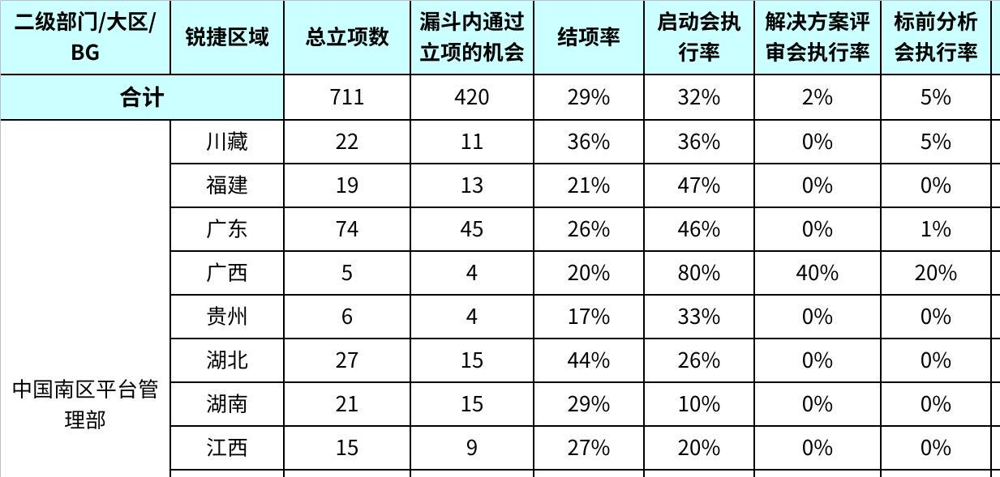 二级部门/大区/BG 锐捷区域 总立项数 漏斗内通过立项的机会 结项率 启动会执行率 解决方案评审会执行率 标前分析会执行率
合计 711 420 29% 32% 2% 5%
川藏 22 11 36% 36% 0% 5%
福建 19 13 21% 47% 0% 0%
广东 74 45 26% 46% 0% 1%
广西 5 4 20% 80% 40% 20%
贵州 6 4 17% 33% 0% 0%
湖北 27 15 44% 26% 0% 0%
中国南区平台管理部
湖南 21 15 29% 10% 0% 0%
江西 15 9 27% 20% 0% 0%